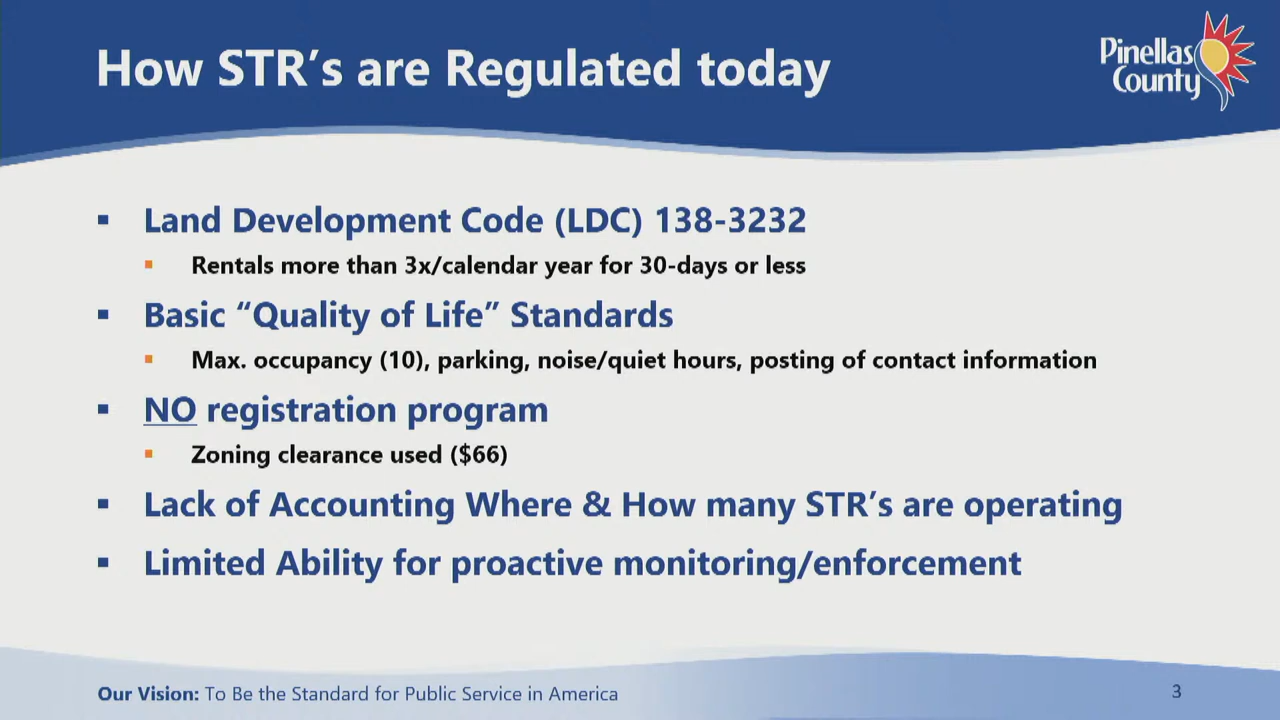 How STR's are Regulated today
Pinellas
County
▪ Land Development Code (LDC) 138-3232
▪ Rentals more than 3x/calendar year for 30-days or less
▪ Basic “Quality of Life” Standards
▪ Max. occupancy (10), parking, noise/quiet hours, posting of contact information
▪ NO registration program
▪ Zoning clearance used ($66)
▪ Lack of Accounting Where & How many STR's are operating
▪ Limited Ability for proactive monitoring/enforcement
Our Vision: To Be the Standard for Public Service in America
3